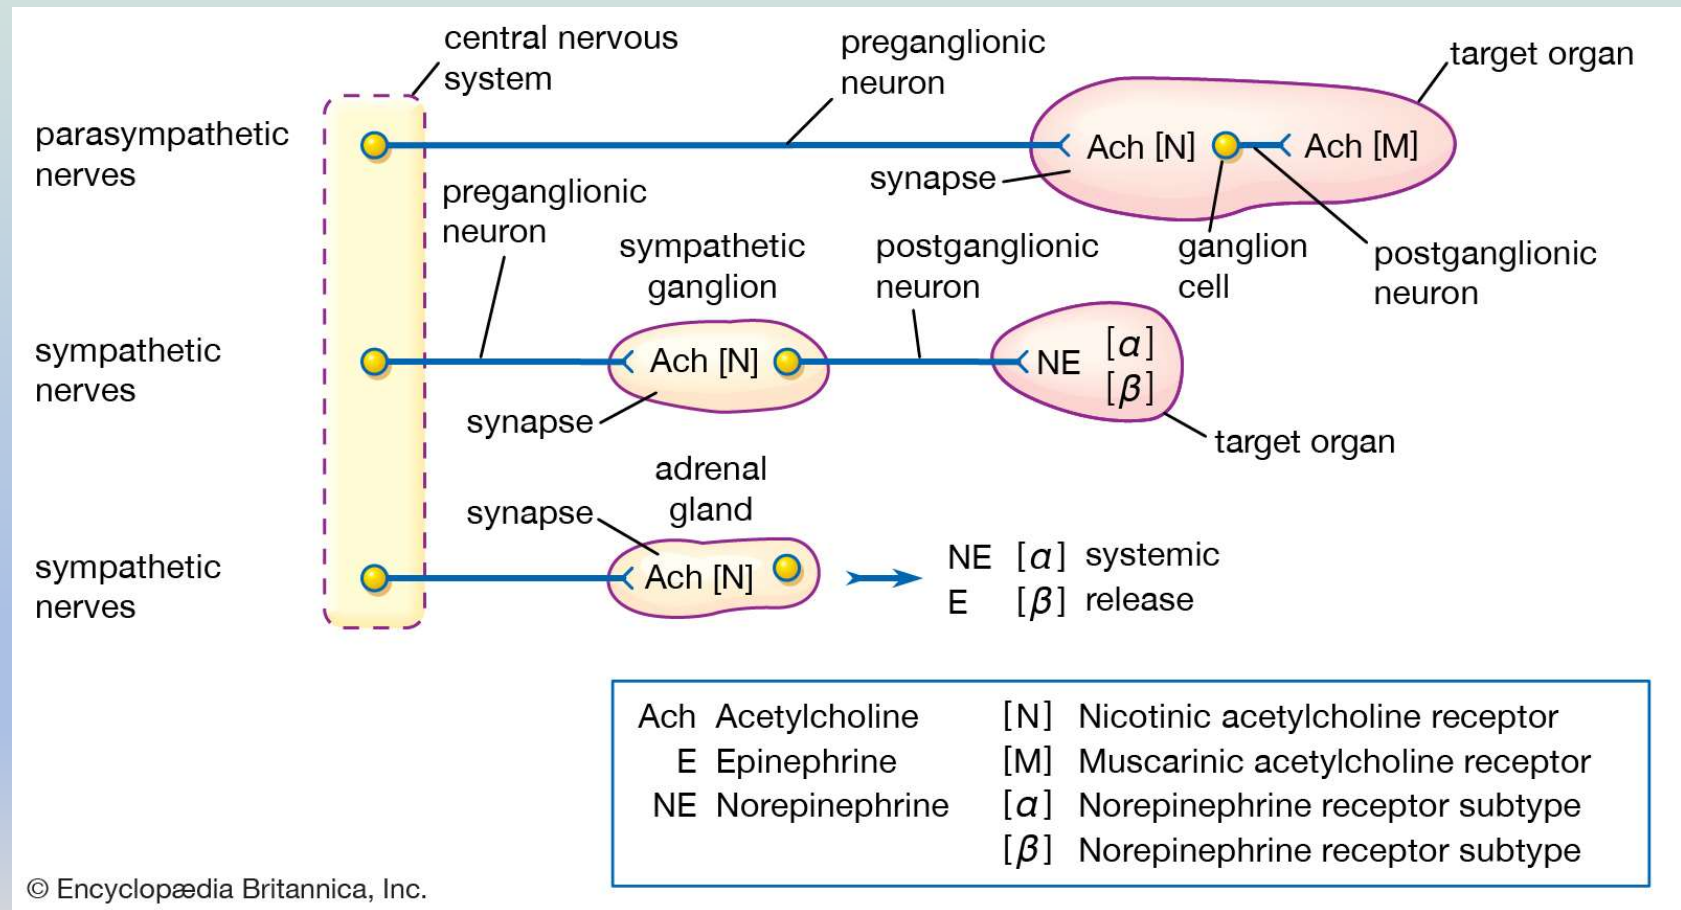 central nervous
system
preganglionic
neuron
target organ
parasympathetic
nerves
Ach [N]
Ach [M]
synapse
preganglionic
neuron
sympathetic
ganglion
postganglionic
neuron
ganglion
cell
postganglionic
neuron
sympathetic
nerves
Ach [N]
NE
[α]
[β]
synapse
target organ
adrenal
gland
synapse
sympathetic
nerves
Ach [N]
NE [α] systemic
E [β] release
Ach Acetylcholine
E Epinephrine
NE Norepinephrine
[N] Nicotinic acetylcholine receptor
[M] Muscarinic acetylcholine receptor
[α] Norepinephrine receptor subtype
[β] Norepinephrine receptor subtype
© Encyclopædia Britannica, Inc.